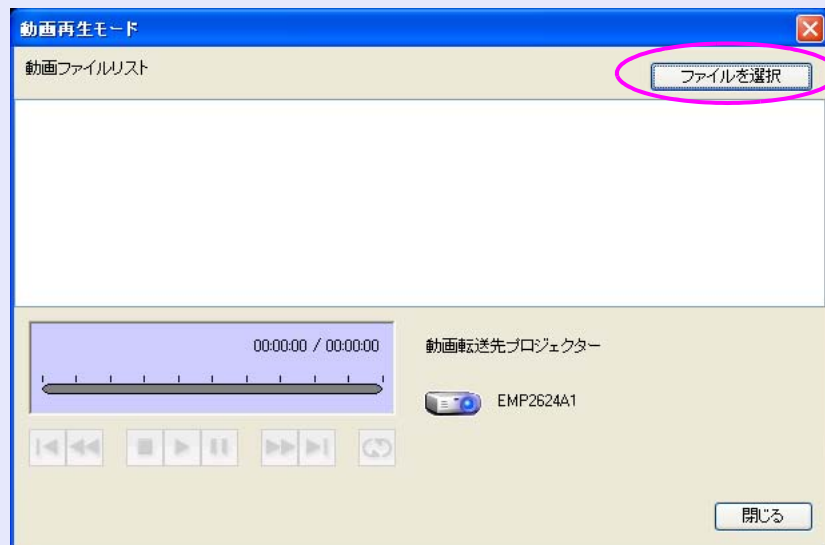 動画再生モード
動画ファイルリスト
ファイルを選択
00:00:00 / 00:00:00
動画転送先プロジェクター
EMP2624A1
閉じる